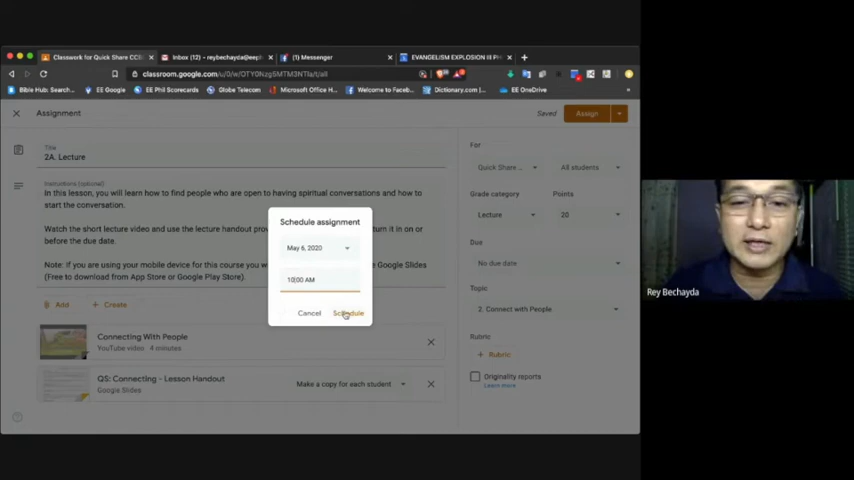 Classwork for Quick Share CCS
Inbox (12) - reybechayda@eeph
Messenger
EVANGELISM EXPLOSION III PH
classroom.google.com/u/0/w/OTY0Nzg5MTM3NTla/t/all
Bible Hub: Search...
EE Google
EE Phil Scorecards
Globe Telecom
Microsoft Office H...
Welcome to Faceb...
Dictionary.com |...
EE OneDrive
Assignment
Saved
Assign
Title
2A. Lecture
Instructions (optional)
In this lesson, you will learn how to find people who are open to having spiritual conversations and how to
start the conversation.
Watch the short lecture video and use the lecture handout pro
turn it in on or
before the due date.
Note: If you are using your mobile device for this course you w
e Google Slides
(Free to download from App Store or Google Play Store).
Add
Create
Connecting With People
YouTube video 4 minutes
QS: Connecting - Lesson Handout
Google Slides
Make a copy for each student
Schedule assignment
May 6, 2020
10:00 AM
Cancel
Schedule
For
Quick Share ...
All students
Grade category
Points
Lecture
20
Due
No due date
Topic
2. Connect with People
Rubric
+ Rubric
Originality reports
Learn more
Rey Bechayda